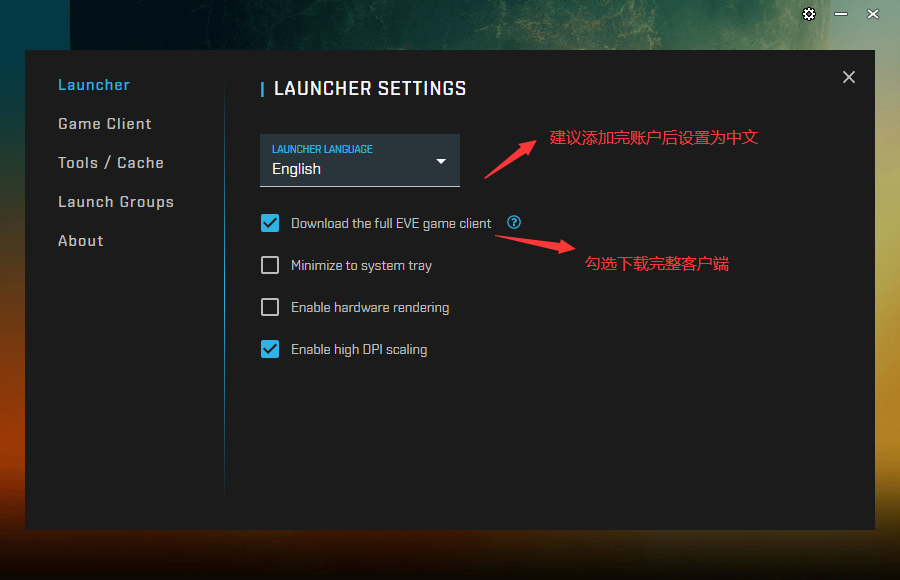 Launcher
Game Client
Tools / Cache
Launch Groups
About
LAUNCHER SETTINGS
LAUNCHER LANGUAGE
English
建议添加完账户后设置为中文
Download the full EVE game client
?
勾选下载完整客户端
Minimize to system tray
Enable hardware rendering
Enable high DPI scaling